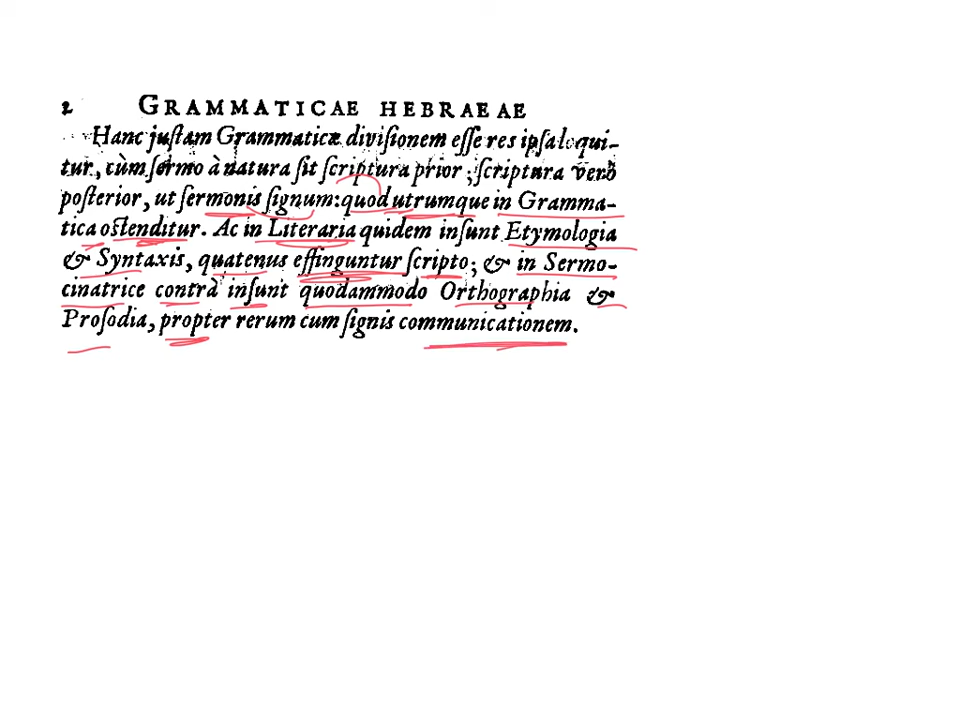 2 GRAMMATICAE HEBRAEAE
Hanc juſtam Grammaticæ diviſionem eſſe res ipſa loqui-
tur, cùm ſermo à natura ſit ſcriptura prior; ſcriptura verò
poſterior, ut ſermonis ſignum: quod utrumque in Gramma-
tica oſtenditur. Ac in Literaria quidem inſunt Etymologia
& Syntaxis, quatenus effinguntur ſcripto; & in Sermo-
cinatrice contrà inſunt quodammodo Orthographia &
Proſodia, propter rerum cum ſignis communicationem.